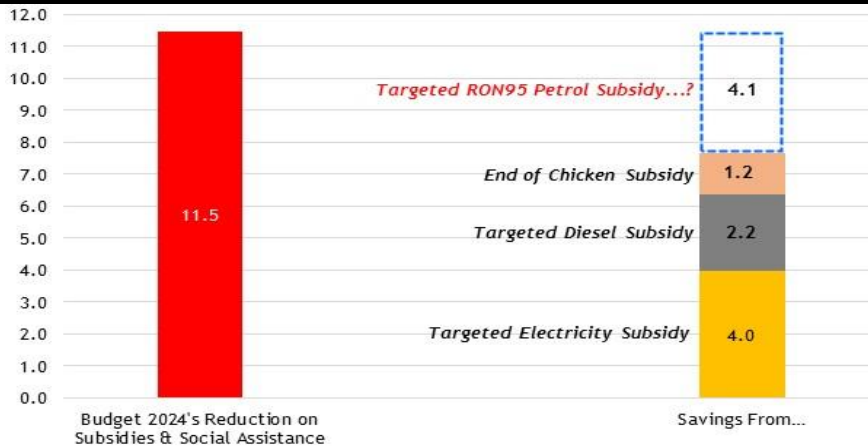 12.0
11.0
10.0
9.0
8.0
7.0
6.0
5.0
4.0
3.0
2.0
1.0
0.0
11.5
Targeted RON95 Petrol Subsidy...?
4.1
End of Chicken Subsidy
1.2
Targeted Diesel Subsidy
2.2
Targeted Electricity Subsidy
4.0
Budget 2024's Reduction on
Subsidies & Social Assistance
Savings From...